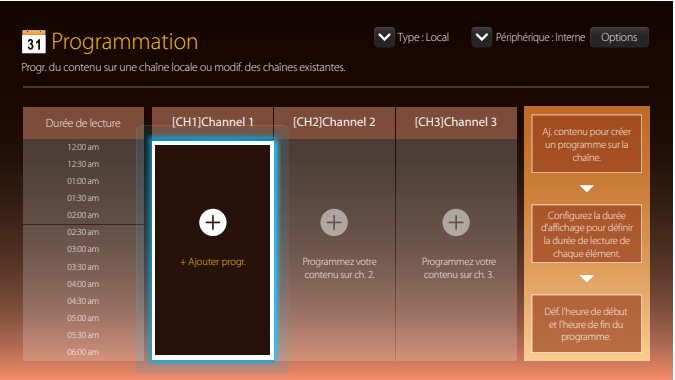 31 Programmation
Type : Local
Périphérique : Interne
Options
Progr. du contenu sur une chaîne locale ou modif. des chaînes existantes.
Durée de lecture
[CH1]Channel 1
[CH2]Channel 2
[CH3]Channel 3
12:00 am
12:30 am
01:00 am
01:30 am
02:00 am
02:30 am
03:00 am
03:30 am
04:00 am
04:30 am
05:00 am
05:30 am
06:00 am
+ Ajouter progr.
Programmez votre
contenu sur ch. 2.
Programmez votre
contenu sur ch. 3.
Aj. contenu pour créer
un programme sur la
chaîne.
Configurez la durée
d'affichage pour définir
la durée de lecture de
chaque élément.
Déf. l'heure de début
et l'heure de fin du
programme.